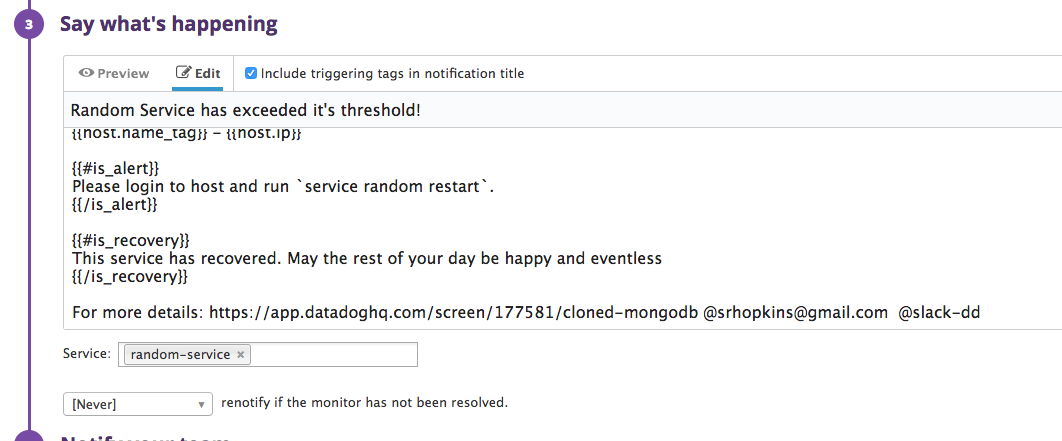 3 Say what's happening
Preview Edit Include triggering tags in notification title
Random Service has exceeded it's threshold!
{{host.name_tag}} - {{host.ip}}
{{#is_alert}}
Please login to host and run `service random restart`.
{{/is_alert}}
{{#is_recovery}}
This service has recovered. May the rest of your day be happy and eventless
{{/is_recovery}}
For more details: https://app.datadoghq.com/screen/177581/cloned-mongodb @srhopkins@gmail.com @slack-dd
Service: random-service ×
[Never] ▼ renotify if the monitor has not been resolved.
Notify your team